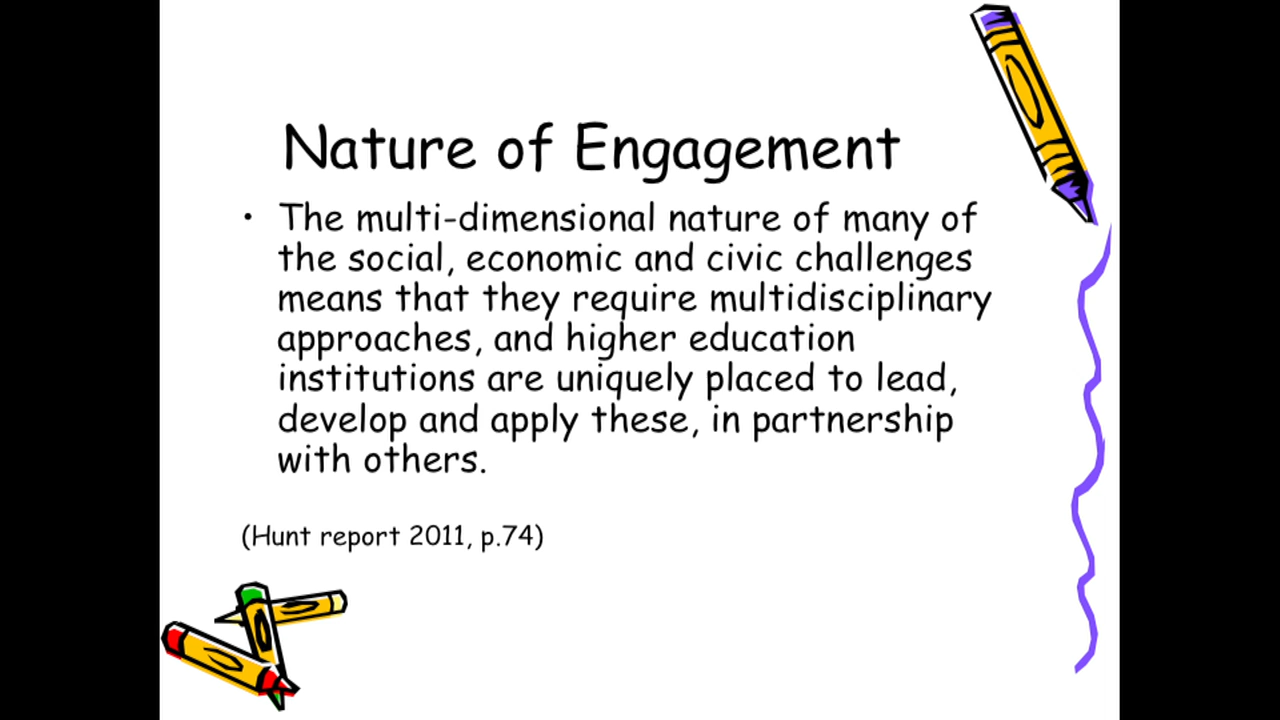 Nature of Engagement
• The multi-dimensional nature of many of
the social, economic and civic challenges
means that they require multidisciplinary
approaches, and higher education
institutions are uniquely placed to lead,
develop and apply these, in partnership
with others.
(Hunt report 2011, p.74)